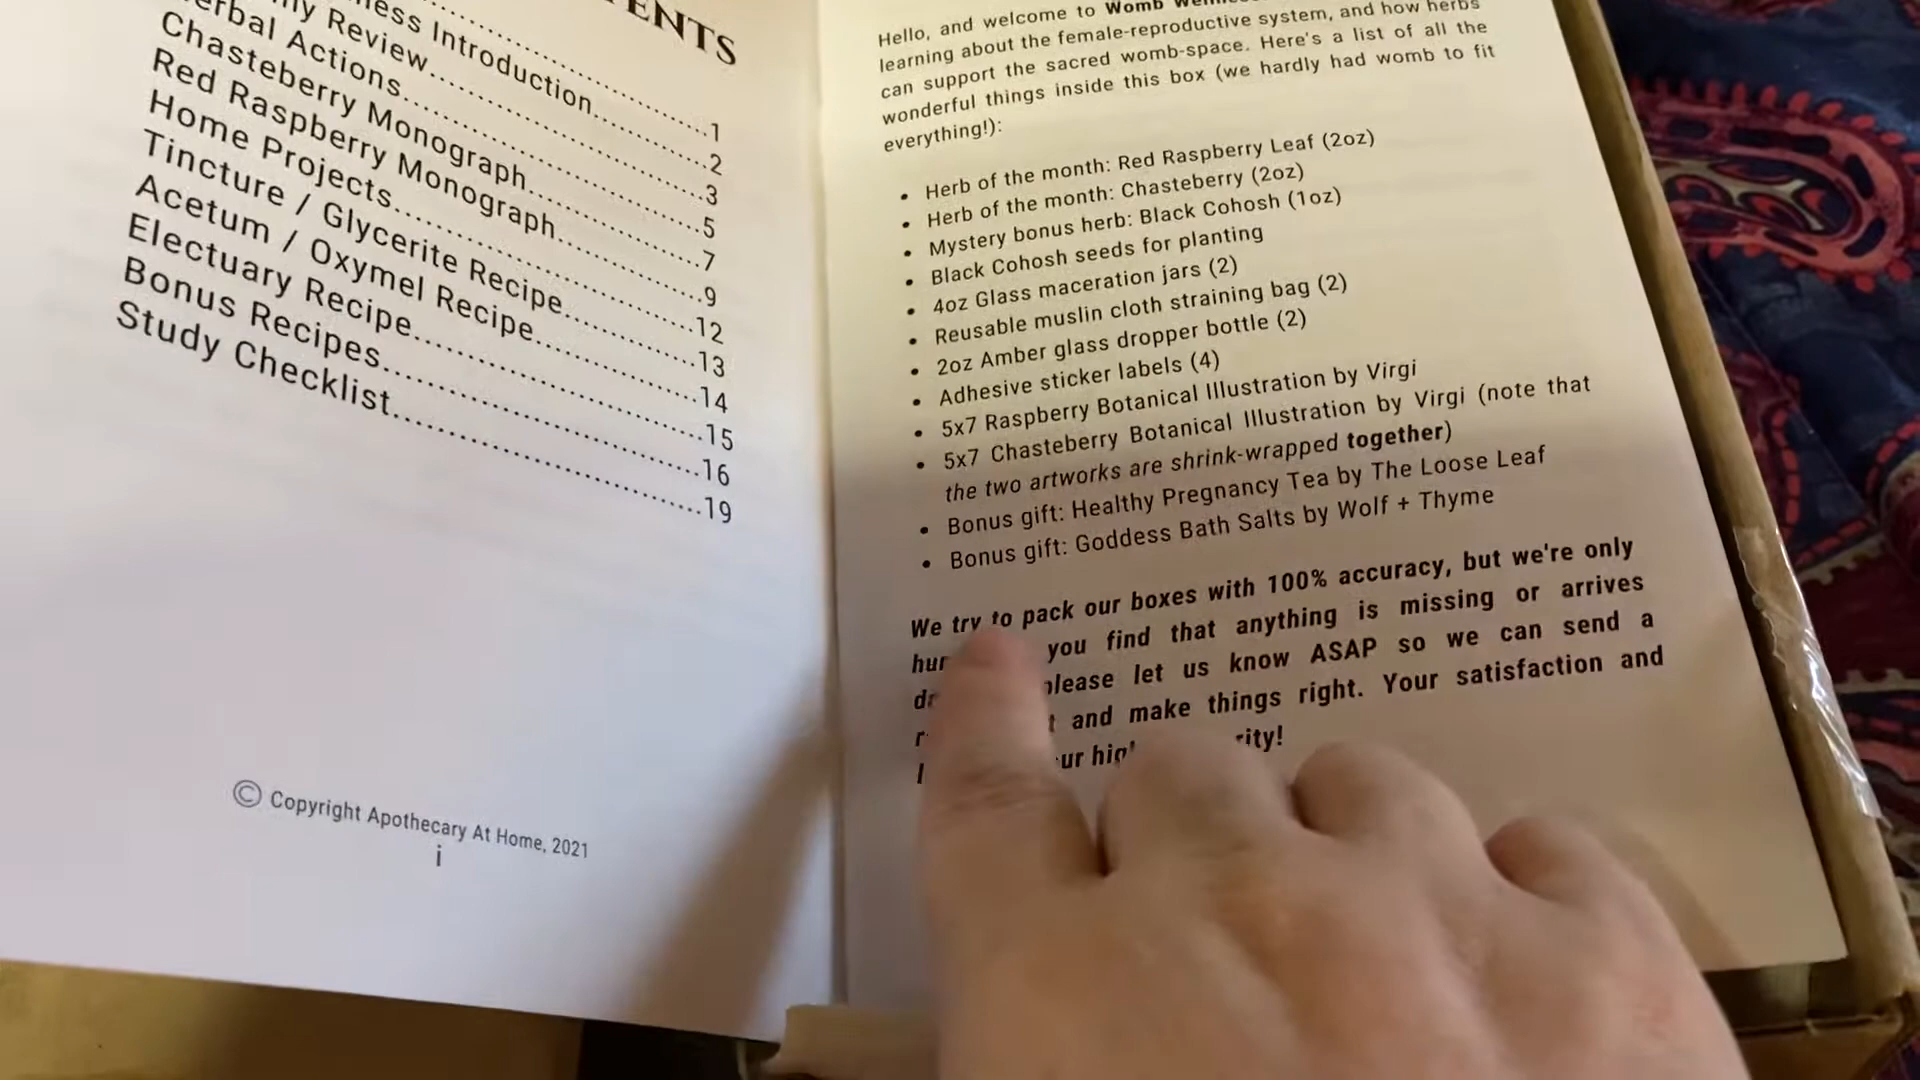 ENTS
ness Introduction..........1
my Review..........2
erbal Actions..........3
Chasteberry Monograph..........5
Red Raspberry Monograph..........7
Home Projects..........9
Tincture / Glycerite Recipe..........12
Acetum / Oxymel Recipe..........13
Electuary Recipe..........14
Bonus Recipes..........15
Study Checklist..........16
19
© Copyright Apothecary At Home, 2021
i
Hello, and welcome to Womb
learning about the female-reproductive system, and how herbs
can support the sacred womb-space. Here's a list of all the
wonderful things inside this box (we hardly had womb to fit
everything!):
• Herb of the month: Red Raspberry Leaf (2oz)
• Herb of the month: Chasteberry (2oz)
• Mystery bonus herb: Black Cohosh (1oz)
• Black Cohosh seeds for planting
• 4oz Glass maceration jars (2)
• Reusable muslin cloth straining bag (2)
• 2oz Amber glass dropper bottle (2)
• Adhesive sticker labels (4)
• 5x7 Raspberry Botanical Illustration by Virgi
• 5x7 Chasteberry Botanical Illustration by Virgi (note that
the two artworks are shrink-wrapped together)
• Bonus gift: Healthy Pregnancy Tea by The Loose Leaf
• Bonus gift: Goddess Bath Salts by Wolf + Thyme
We try to pack our boxes with 100% accuracy, but we're only
you find that anything is missing or arrives
please let us know ASAP so we can send a
and make things right. Your satisfaction and